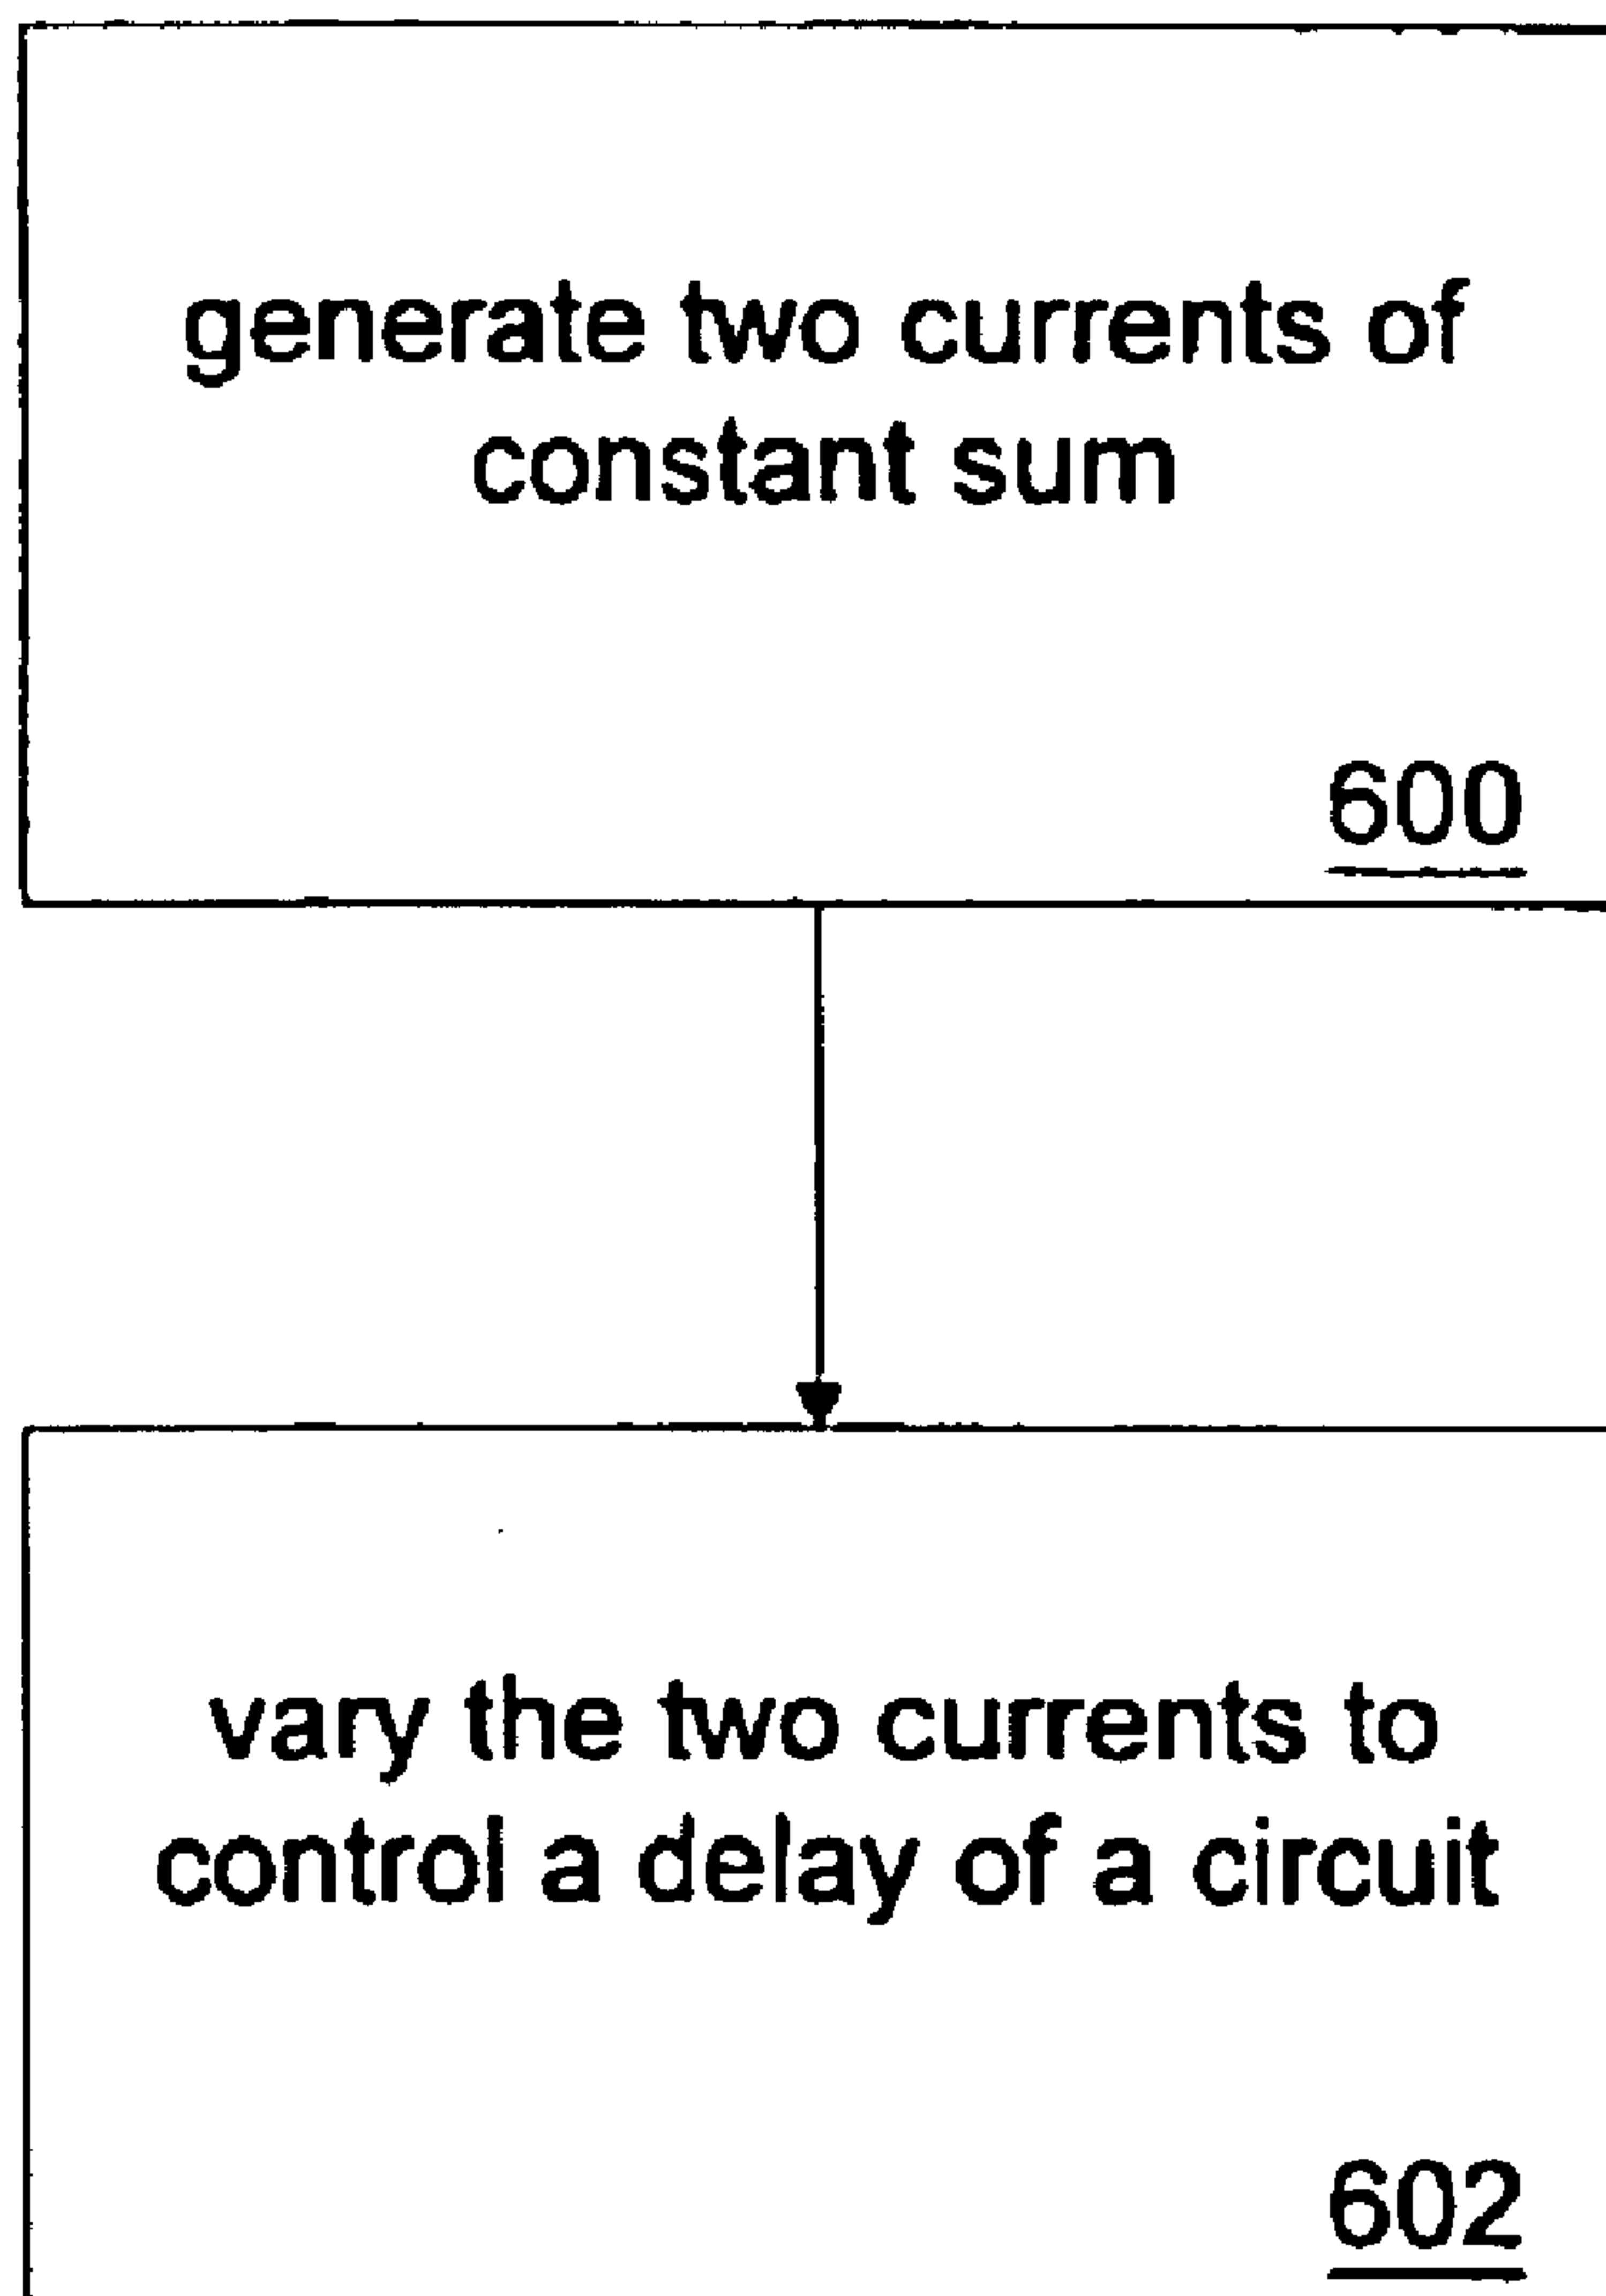 generate two currents of
constant sum
600
vary the two currents to
control a delay of a circuit
602